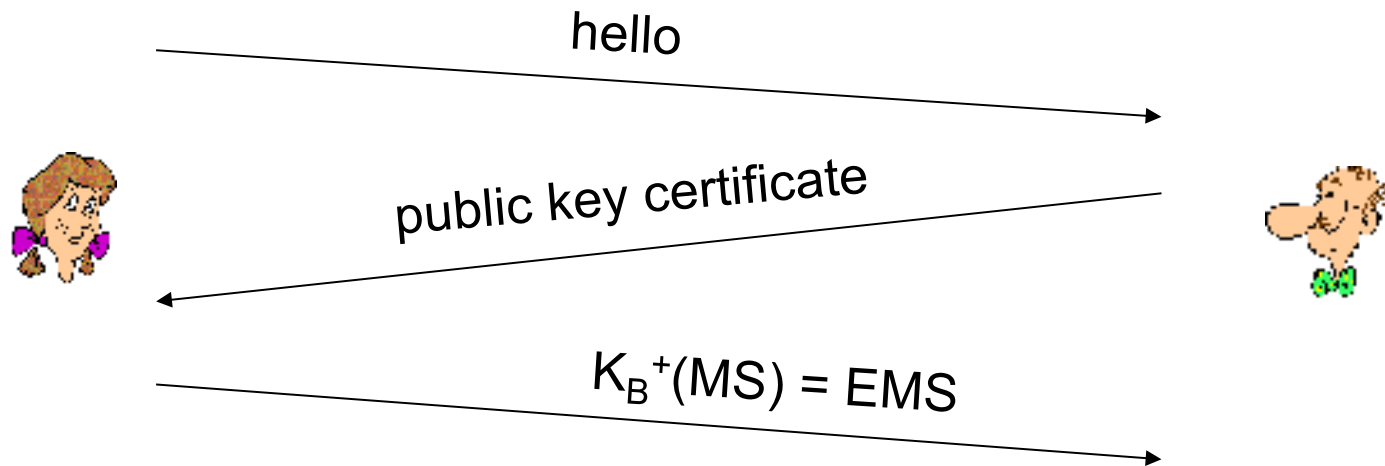 hello
public key certificate
K_B^+(MS) = EMS